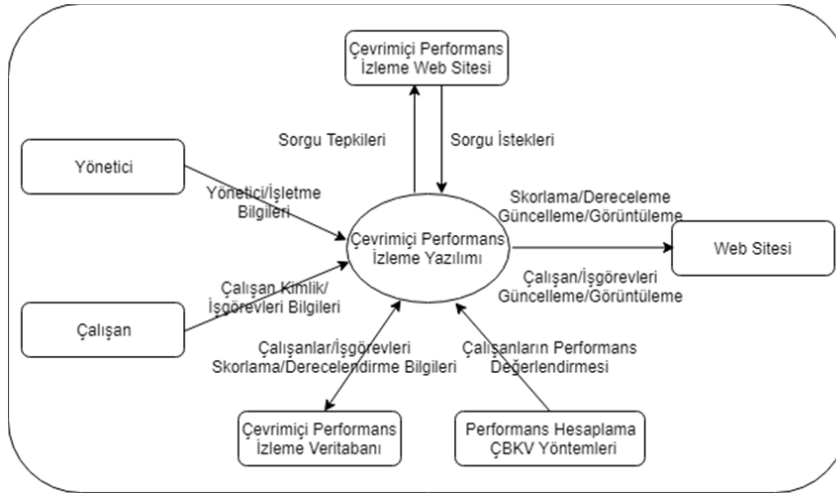 Çevrimiçi Performans
İzleme Web Sitesi
Sorgu Tepkileri
Sorgu İstekleri
Yönetici
Yönetici/İşletme
Bilgileri
Skorlama/Dereceleme
Güncelleme/Görüntüleme
Çevrimiçi Performans
İzleme Yazılımı
Web Sitesi
Çalışan/İşgörevleri
Güncelleme/Görüntüleme
Çalışan Kimlik/
İşgörevleri Bilgileri
Çalışan
Çalışanlar/İşgörevleri
Skorlama/Derecelendirme Bilgileri
Çalışanların Performans
Değerlendirmesi
Çevrimiçi Performans
İzleme Veritabanı
Performans Hesaplama
ÇBKV Yöntemleri